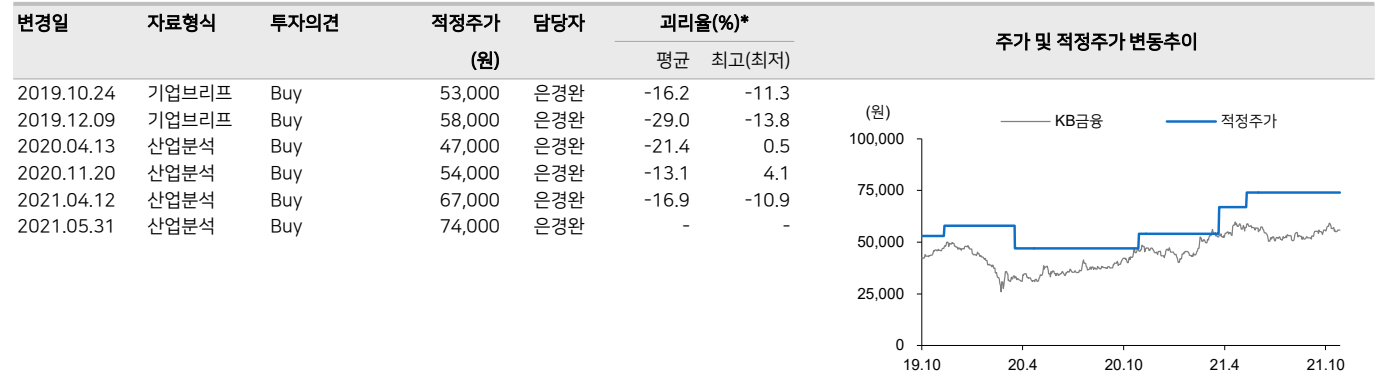 변경일 자료형식 투자의견 적정주가 담당자 괴리율(%)* 주가 및 적정주가 변동추이
(원) 평균 최고(최저)
2019.10.24 기업브리프 Buy 53,000 은경완 -16.2 -11.3
2019.12.09 기업브리프 Buy 58,000 은경완 -29.0 -13.8
2020.04.13 산업분석 Buy 47,000 은경완 -21.4 0.5
2020.11.20 산업분석 Buy 54,000 은경완 -13.1 4.1
2021.04.12 산업분석 Buy 67,000 은경완 -16.9 -10.9
2021.05.31 산업분석 Buy 74,000 은경완 - -
(원) KB금융 적정주가
100,000
75,000
50,000
25,000
0
19.10 20.4 20.10 21.4 21.10